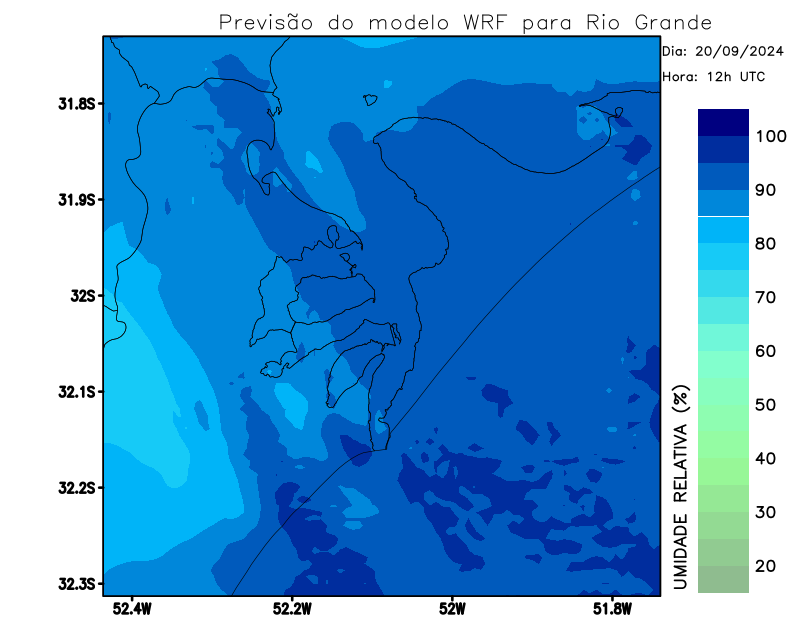 Previsão do modelo WRF para Rio Grande
Dia: 20/09/2024
Hora: 12h UTC
31.8S
31.9S
32S
32.1S
32.2S
32.3S
52.4W
52.2W
52W
51.8W
100
90
80
70
60
50
40
30
20
UMIDADE RELATIVA (%)